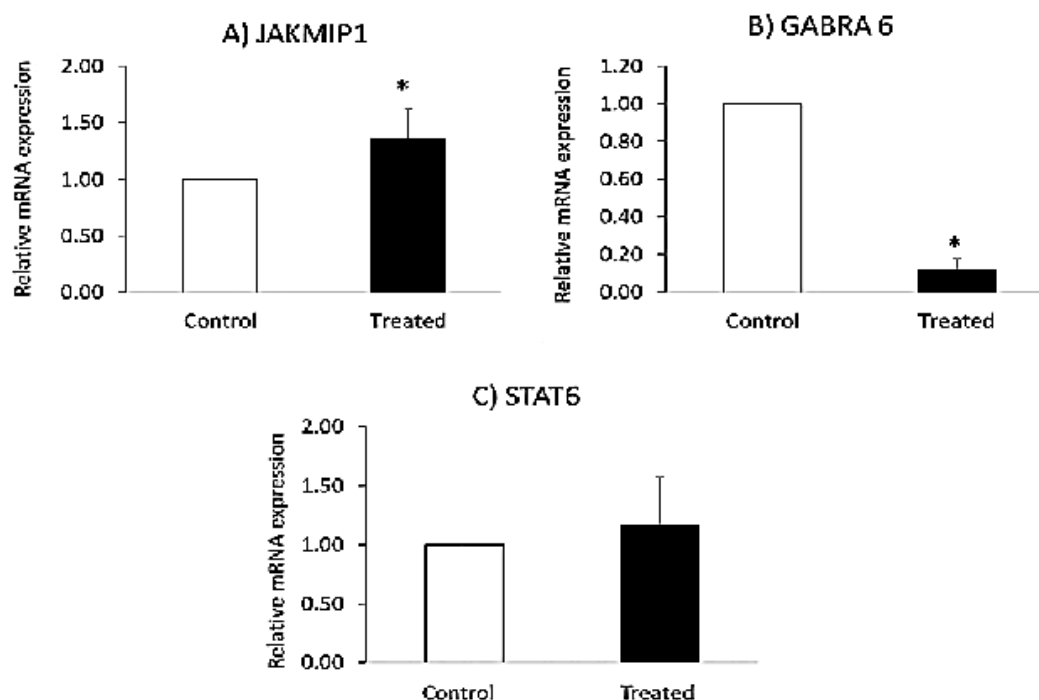 A) JAKMIP1
Relative mRNA expression
2.00
1.50
1.00
0.50
0.00
*
Control
Treated
B) GABRA 6
Relative mRNA expression
1.20
1.00
0.80
0.60
0.40
0.20
0.00
*
Control
Treated
C) STAT6
Relative mRNA expression
2.00
1.50
1.00
0.50
0.00
Control
Treated